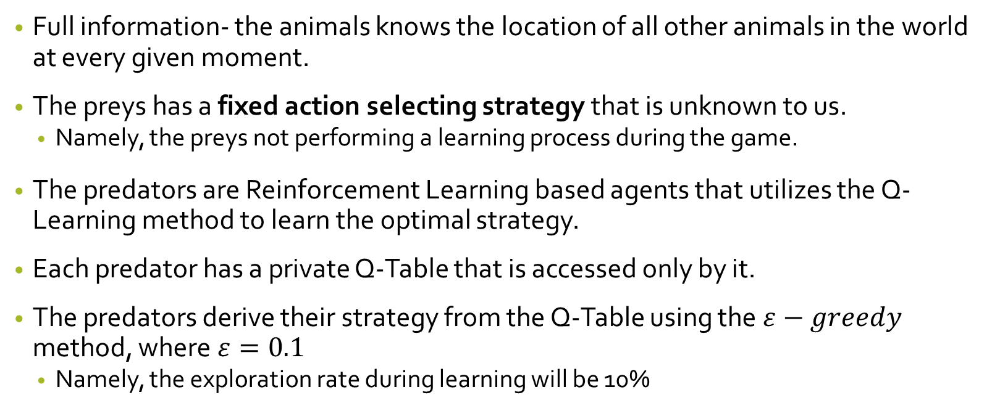 • Full information- the animals knows the location of all other animals in the world
at every given moment.
• The preys has a fixed action selecting strategy that is unknown to us.
• Namely, the preys not performing a learning process during the game.
• The predators are Reinforcement Learning based agents that utilizes the Q-
Learning method to learn the optimal strategy.
• Each predator has a private Q-Table that is accessed only by it.
• The predators derive their strategy from the Q-Table using the ε − greedy
method, where ε = 0.1
• Namely, the exploration rate during learning will be 10%